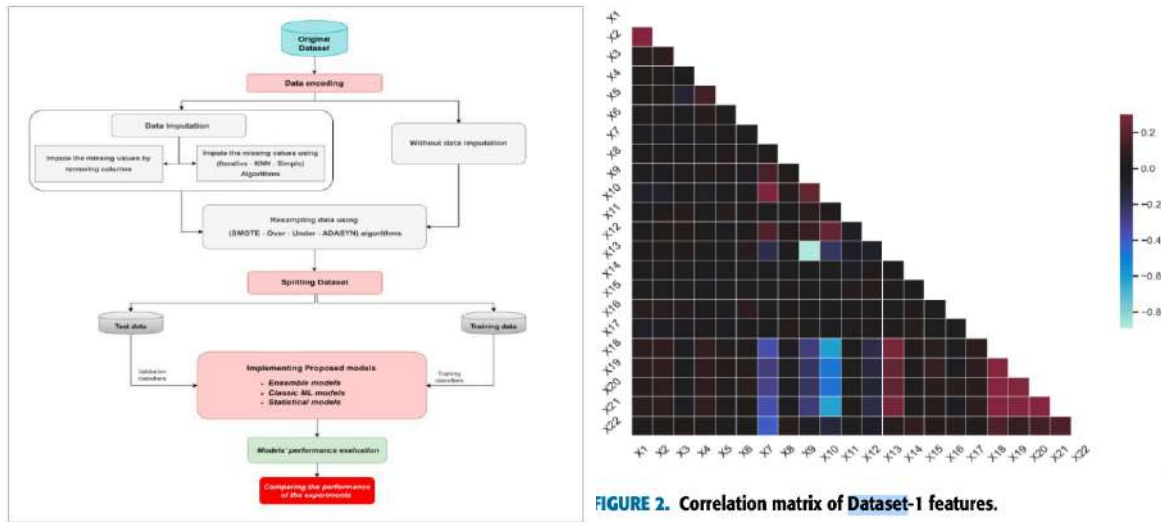 Original
Dataset
Data encoding
Data Imputation
Impute the missing values by
removing columns
Impute the missing values using
(Iterative - KNN - Simple)
Algorithms
Without data imputation
Resampling data using
(SMOTE - Over - Under - ADASYN) algorithms
Splitting Dataset
Test data
Training data
Validation
classifiers
Training
classifiers
Implementing Proposed models
- Ensemble models
- Classic ML models
- Statistical models
Models' performance evaluation
Comparing the performance
of the experiments
X1
X2
X3
X4
X5
X6
X7
X8
X9
X10
X11
X12
X13
X14
X15
X16
X17
X18
X19
X20
X21
X22
X1 X2 X3 X4 X5 X6 X7 X8 X9 X10 X11 X12 X13 X14 X15 X16 X17 X18 X19 X20 X21 X22
0.2
0.0
-0.2
-0.4
-0.6
-0.8
FIGURE 2. Correlation matrix of Dataset-1 features.